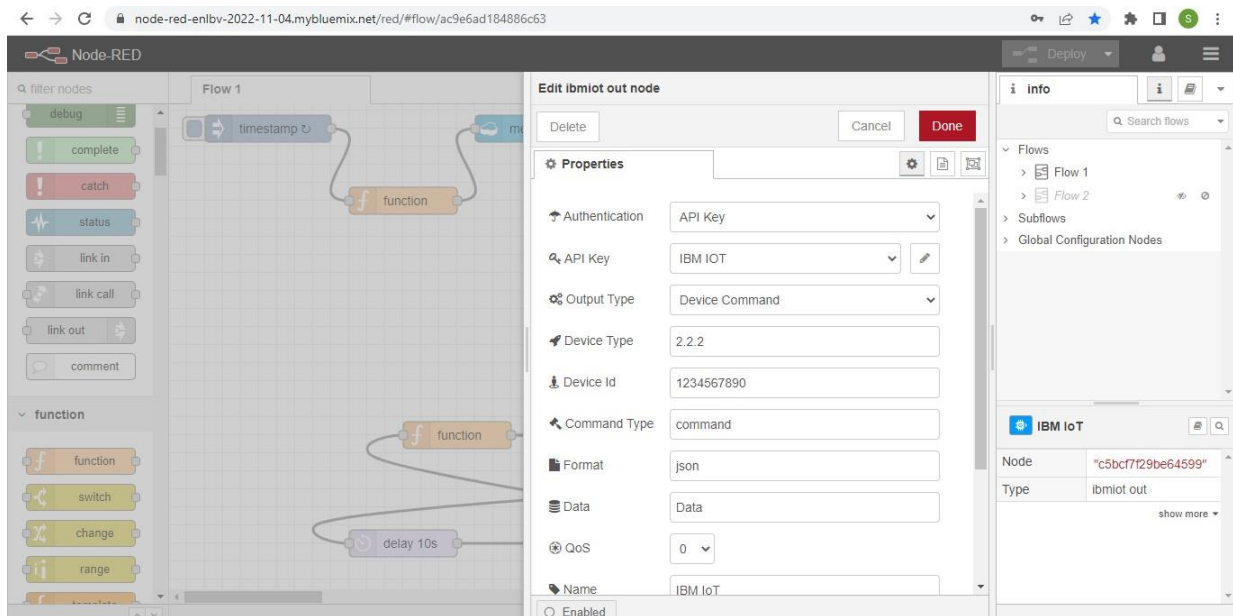 node-red-enlbv-2022-11-04.mybluemix.net/red/#flow/ac9e6ad184886c63
S
Node-RED
Deploy
filter nodes
debug
complete
catch
status
link in
link call
link out
comment
function
function
switch
change
range
template
Flow 1
timestamp ↻
function
function
delay 10s
Edit ibmiot out node
Delete
Cancel
Done
Properties
Authentication API Key
API Key IBM IOT
Output Type Device Command
Device Type 2.2.2
Device Id 1234567890
Command Type command
Format json
Data Data
QoS 0
Name IBM IoT
Enabled
i info
i
Search flows
Flows
Flow 1
Flow 2
Subflows
Global Configuration Nodes
IBM IoT
Node "c5bcf7f29be64599"
Type ibmiot out
show more